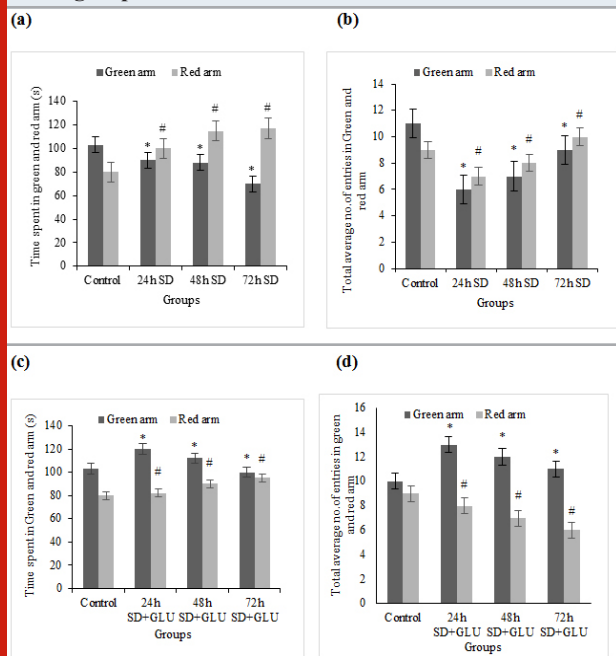 (a)
(b)
Green arm Red arm
Time spent in green and red arm (s)
140
120
100
80
60
40
20
0
* # * # * #
Control 24h SD 48h SD 72h SD
Groups
Green arm Red arm
Total average no. of entries in Green and
red arm
14
12
10
8
6
4
2
0
* # * # * #
Control 24h SD 48h SD 72h SD
Groups
(c)
(d)
Green arm Red arm
Time spent in Green and red arm (s)
140
120
100
80
60
40
20
0
* # * # * #
Control 24h 48h 72h
SD+GLU SD+GLU SD+GLU
Groups
Green arm Red arm
Total average no. of entries in green
and red arm
16
14
12
10
8
6
4
2
0
* # * # * #
Control 24h 48h 72h
SD+GLU SD+GLU SD+GLU
Groups